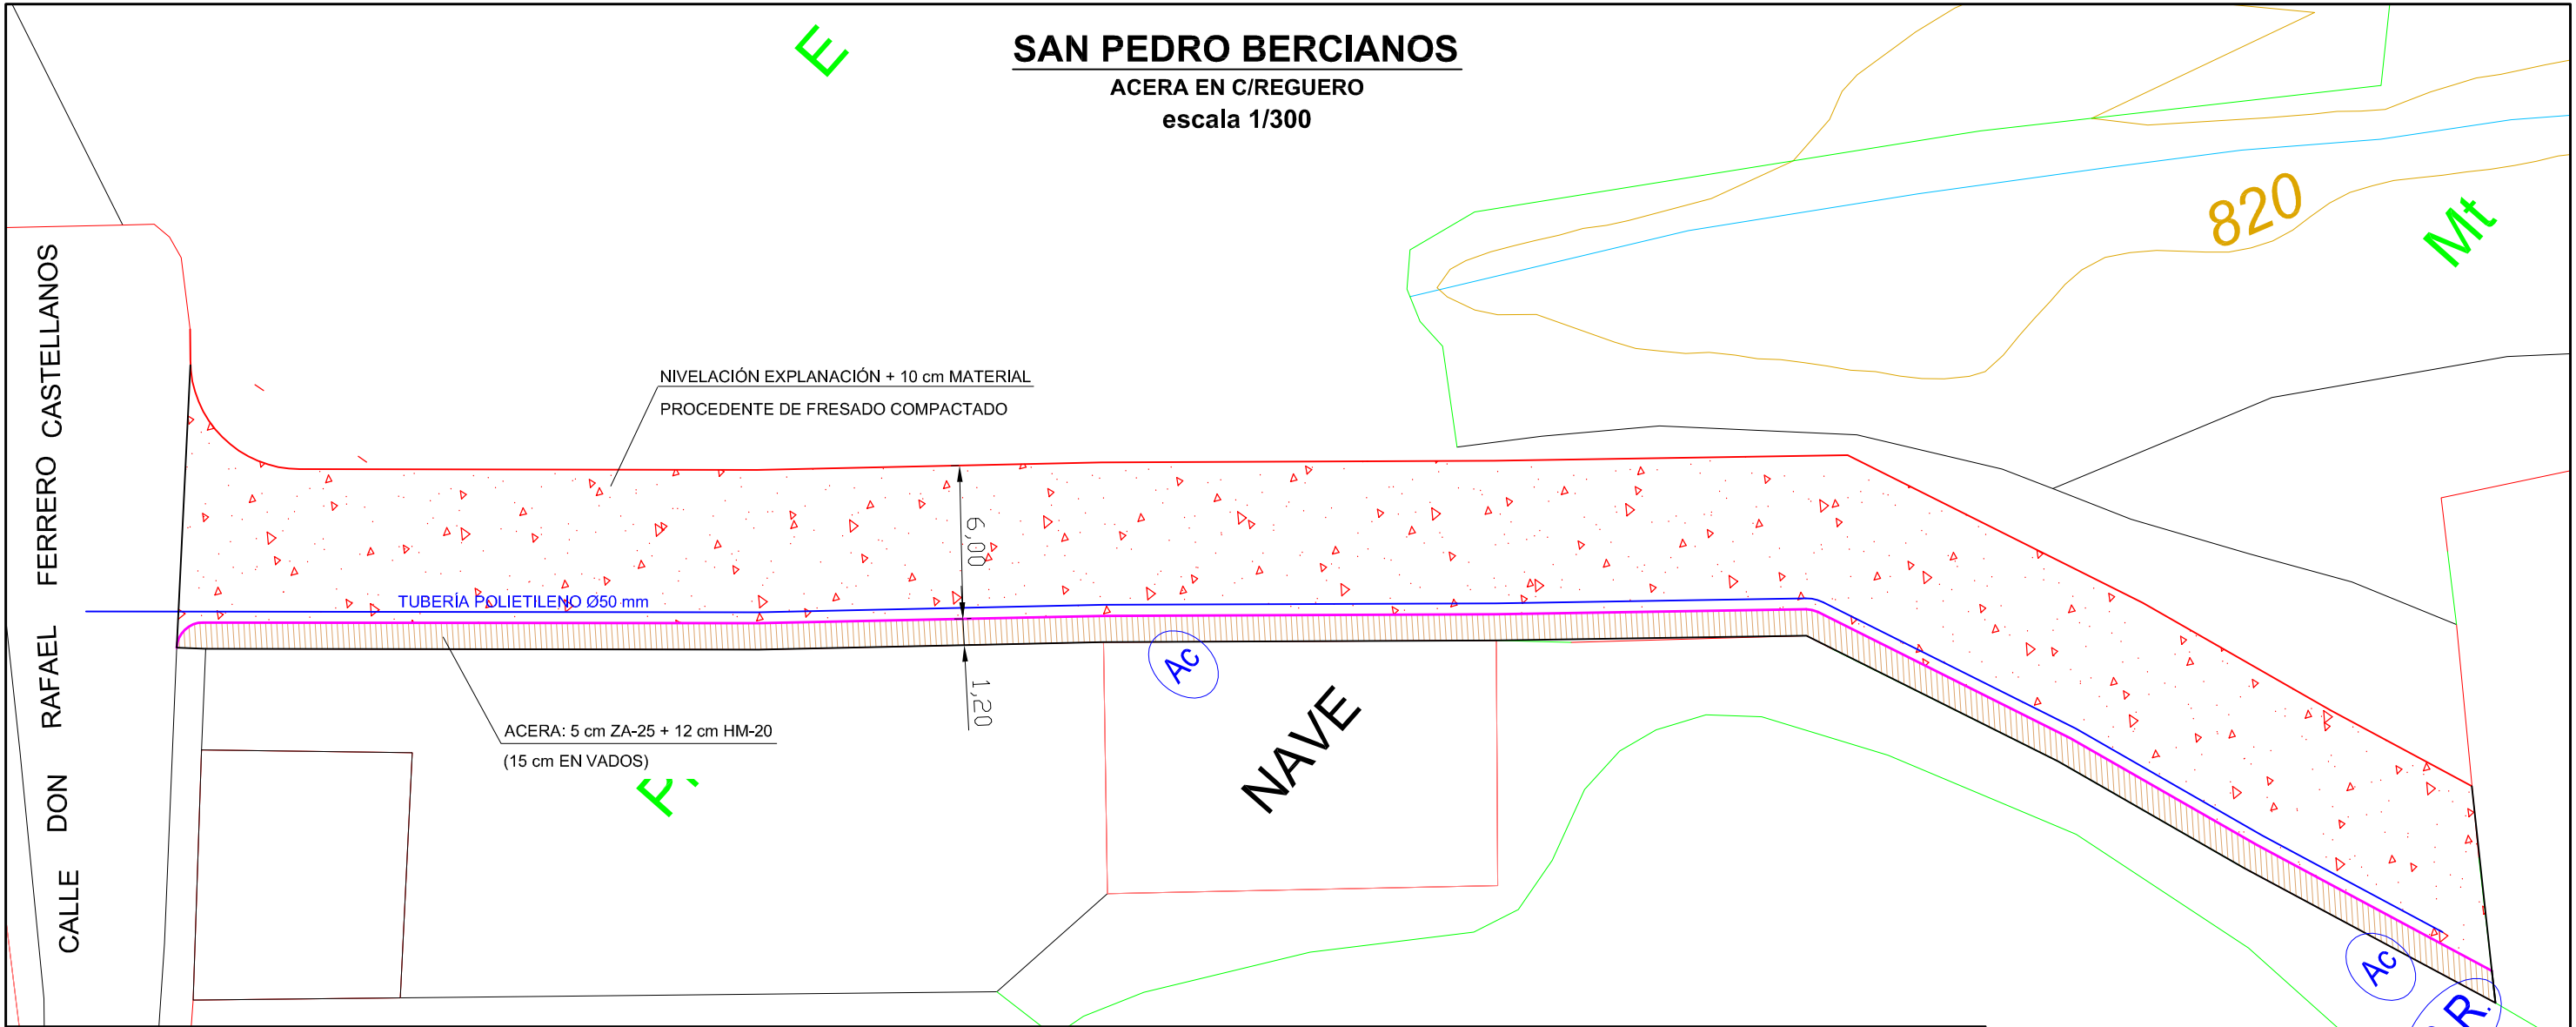 SAN PEDRO BERCIANOS
ACERA EN C/REGUERO
escala 1/300
E
820
Mt
CALLE DON RAFAEL FERRERO CASTELLANOS
NIVELACIÓN EXPLANACIÓN + 10 cm MATERIAL
PROCEDENTE DE FRESADO COMPACTADO
6,00
TUBERÍA POLIETILENO Ø50 mm
1,20
Ac
NAVE
ACERA: 5 cm ZA-25 + 12 cm HM-20
(15 cm EN VADOS)
Ac
R.